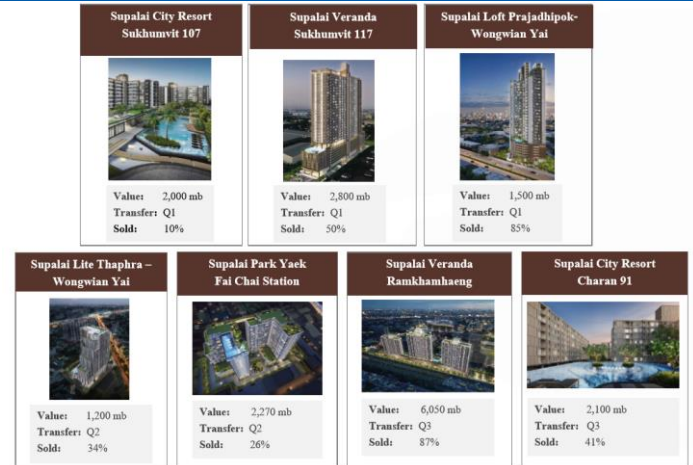 Supalai City Resort
Sukhumvit 107
Value: 2,000 mb
Transfer: Q1
Sold: 10%
Supalai Veranda
Sukhumvit 117
Value: 2,800 mb
Transfer: Q1
Sold: 50%
Supalai Loft Prajadhipok-
Wongwian Yai
Value: 1,500 mb
Transfer: Q1
Sold: 85%
Supalai Lite Thaphra –
Wongwian Yai
Value: 1,200 mb
Transfer: Q2
Sold: 34%
Supalai Park Yaek
Fai Chai Station
Value: 2,270 mb
Transfer: Q2
Sold: 26%
Supalai Veranda
Ramkhamhaeng
Value: 6,050 mb
Transfer: Q3
Sold: 87%
Supalai City Resort
Charan 91
Value: 2,100 mb
Transfer: Q3
Sold: 41%